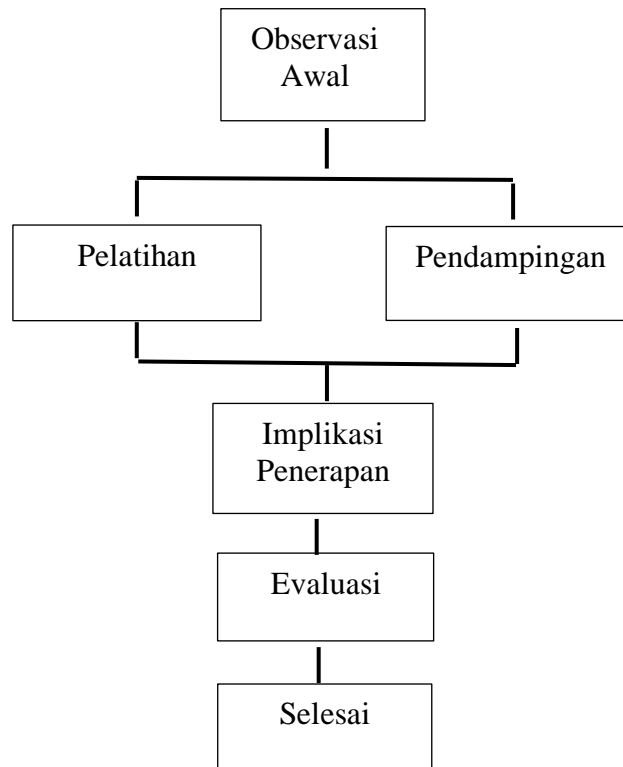 Observasi
Awal
Pelatihan
Pendampingan
Implikasi
Penerapan
Evaluasi
Selesai